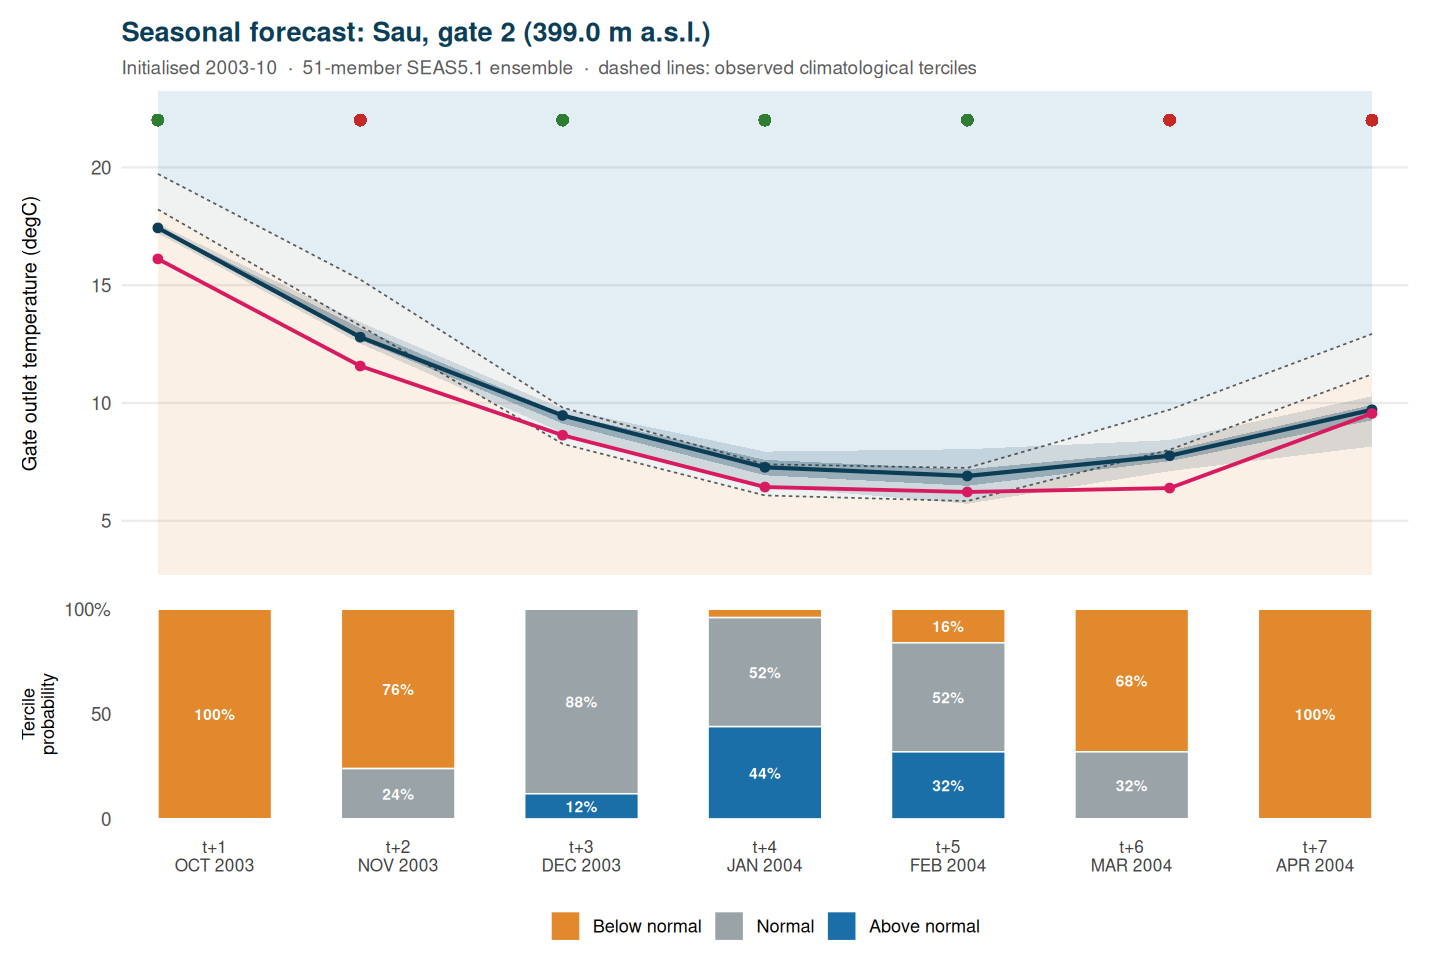 Seasonal forecast: Sau, gate 2 (399.0 m a.s.l.)
Initialised 2003-10 · 51-member SEAS5.1 ensemble · dashed lines: observed climatological terciles
Gate outlet temperature (degC)
20
15
10
5
Tercile
probability
100%
50
0
100%
76%
24%
88%
12%
52%
44%
16%
52%
32%
68%
32%
100%
t+1
OCT 2003
t+2
NOV 2003
t+3
DEC 2003
t+4
JAN 2004
t+5
FEB 2004
t+6
MAR 2004
t+7
APR 2004
Below normal
Normal
Above normal